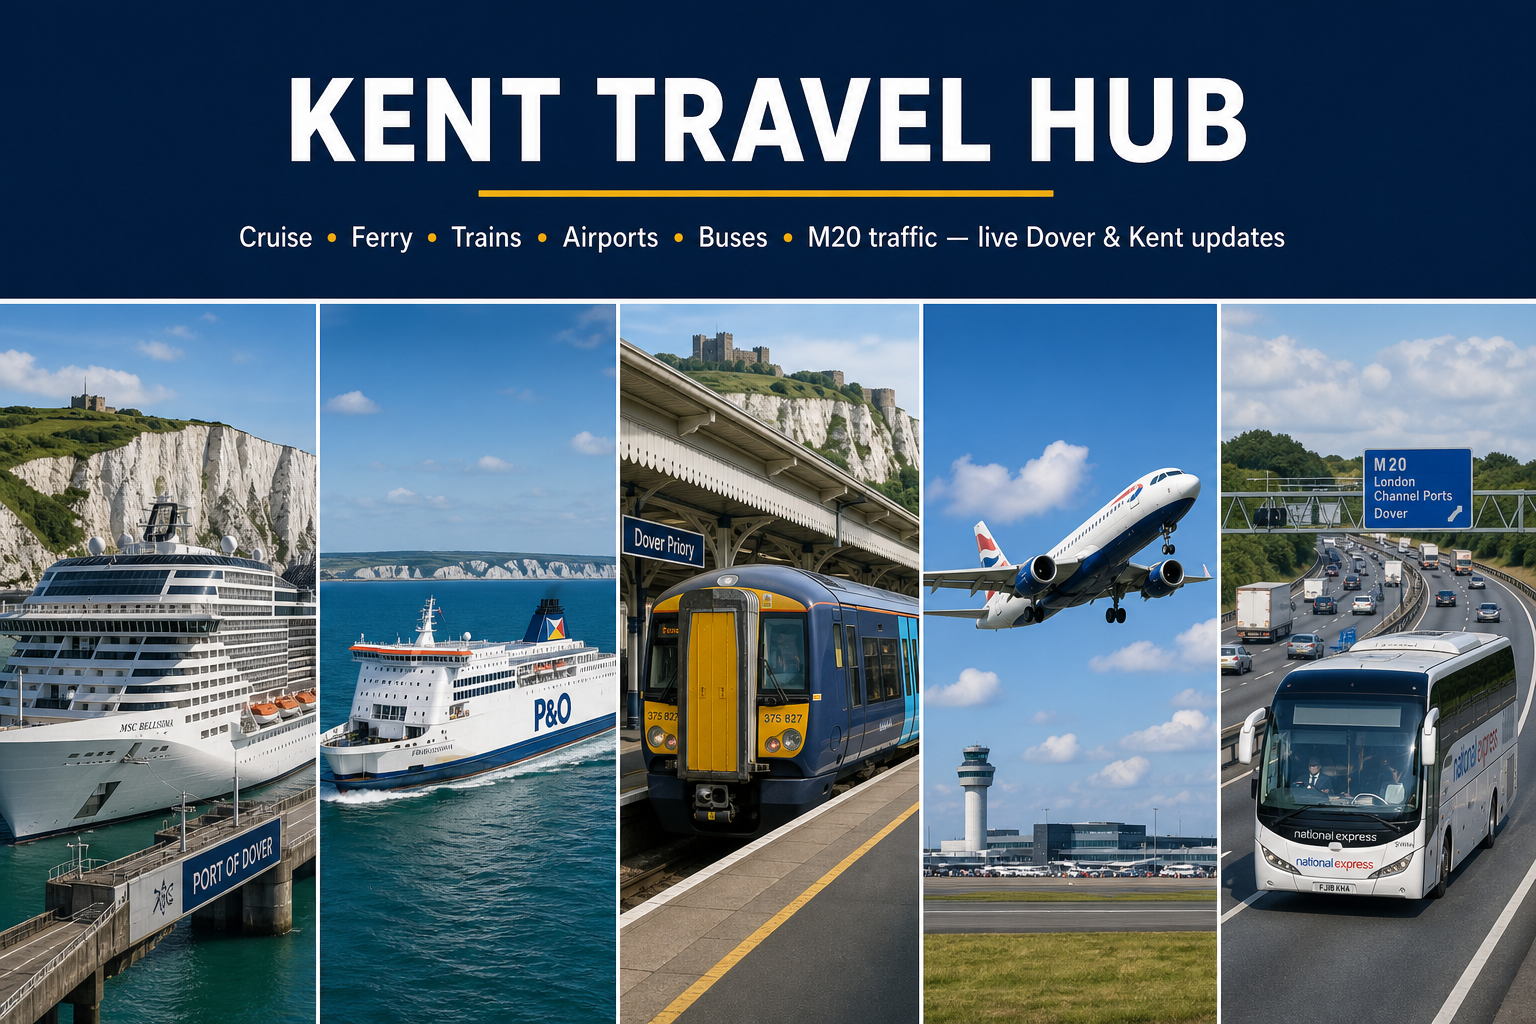 KENT TRAVEL HUB
Cruise • Ferry • Trains • Airports • Buses • M20 traffic — live Dover & Kent updates
MSC BELLISSIMA
PORT OF DOVER
P&O
Dover Priory
375 827
375 827
M20
London
Channel Ports
Dover
national express
national express
national express
FJ18 KHA